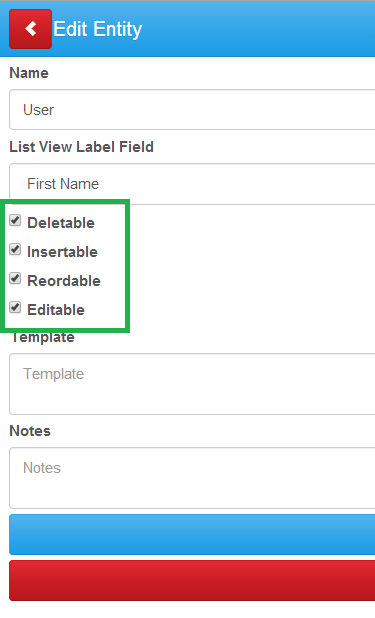 Edit Entity
Name
User
List View Label Field
First Name
Deletable
Insertable
Reordable
Editable
Template
Template
Notes
Notes